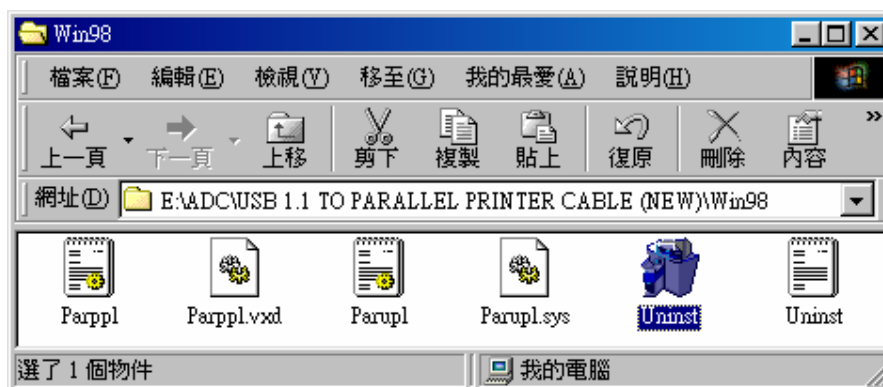 Win98
檔案(F) 編輯(E) 檢視(V) 移至(G) 我的最愛(A) 說明(H)
上一頁 下一頁 上移 剪下 複製 貼上 復原 刪除 內容 »
網址(D) E:\ADC\USB 1.1 TO PARALLEL PRINTER CABLE (NEW)\Win98
Parppl Parppl.vxd Parupl Parupl.sys Uninst Uninst
選了 1 個物件 我的電腦